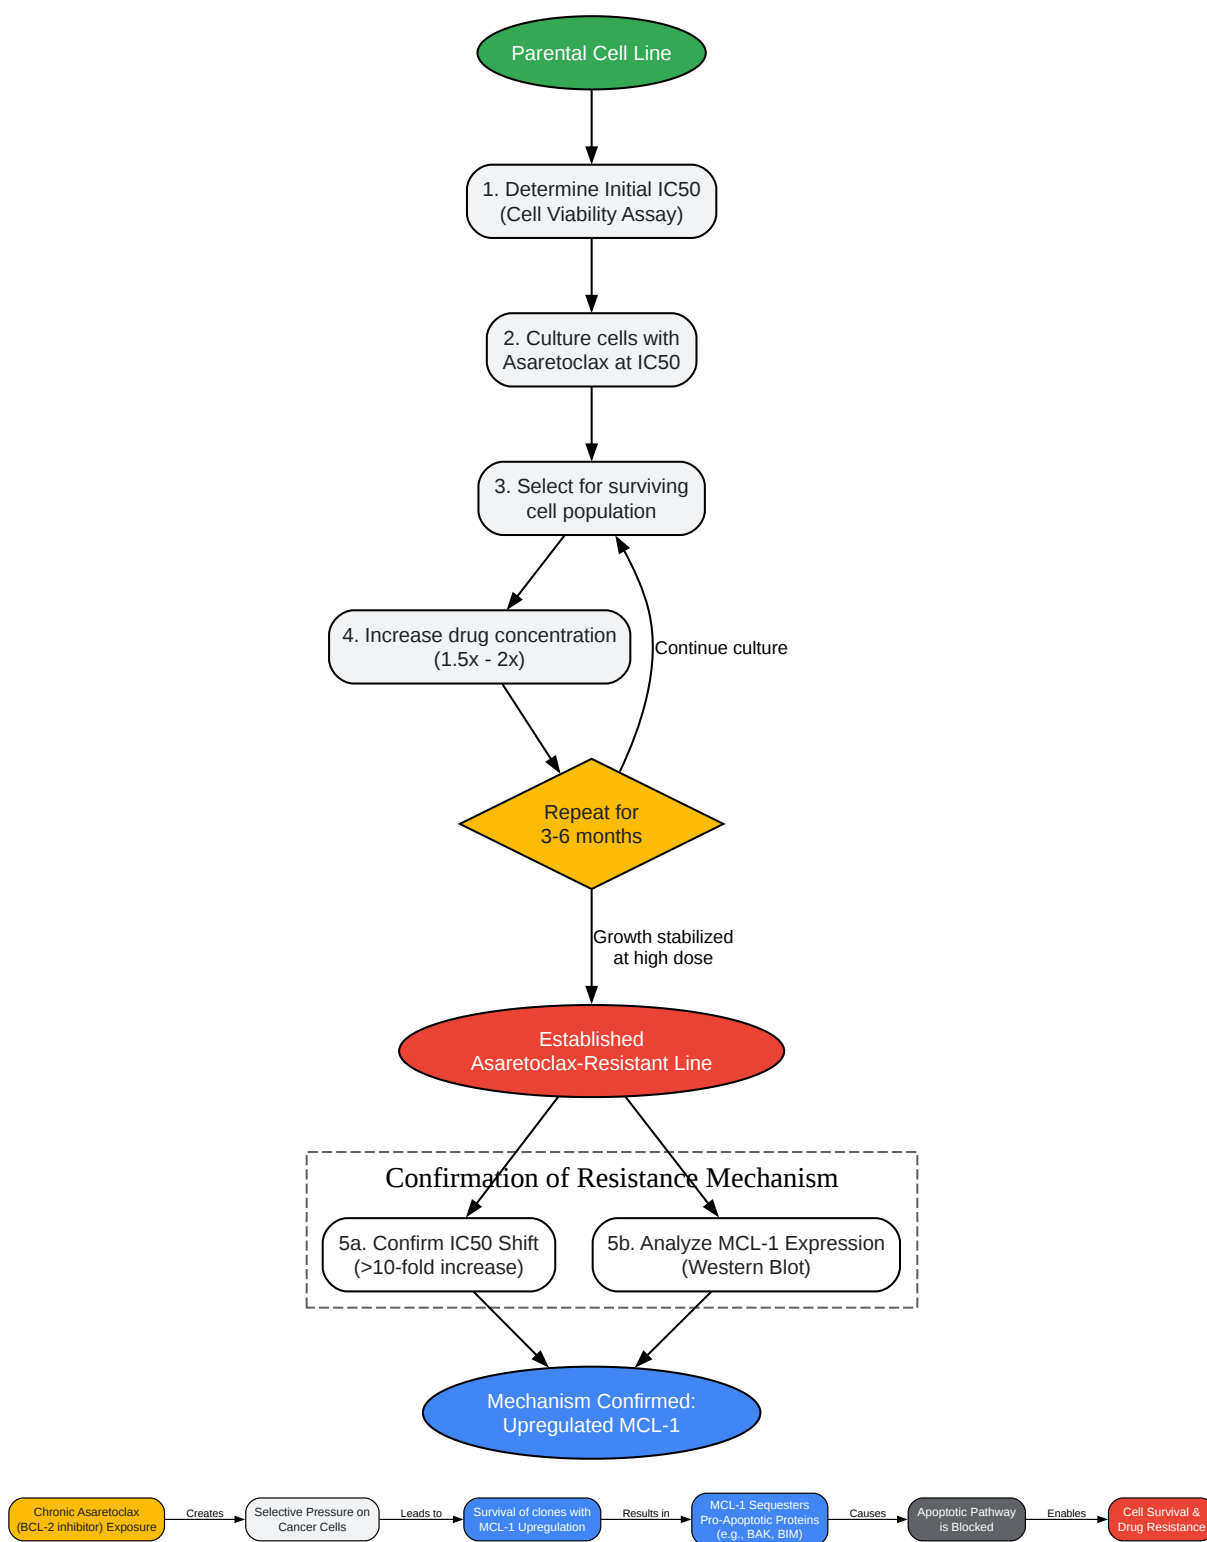 Parental Cell Line
1. Determine Initial IC50
(Cell Viability Assay)
2. Culture cells with
Asaretoclax at IC50
3. Select for surviving
cell population
4. Increase drug concentration
(1.5x - 2x)
Continue culture
Repeat for
3-6 months
Growth stabilized
at high dose
Established
Asaretoclax-Resistant Line
Confirmation of Resistance Mechanism
5a. Confirm IC50 Shift
(>10-fold increase)
5b. Analyze MCL-1 Expression
(Western Blot)
Mechanism Confirmed:
Upregulated MCL-1
Chronic Asaretoclax
(BCL-2 inhibitor) Exposure
Creates
Selective Pressure on
Cancer Cells
Leads to
Survival of clones with
MCL-1 Upregulation
Results in
MCL-1 Sequesters
Pro-Apoptotic Proteins
(e.g., BAK, BIM)
Causes
Apoptotic Pathway
is Blocked
Enables
Cell Survival &
Drug Resistance